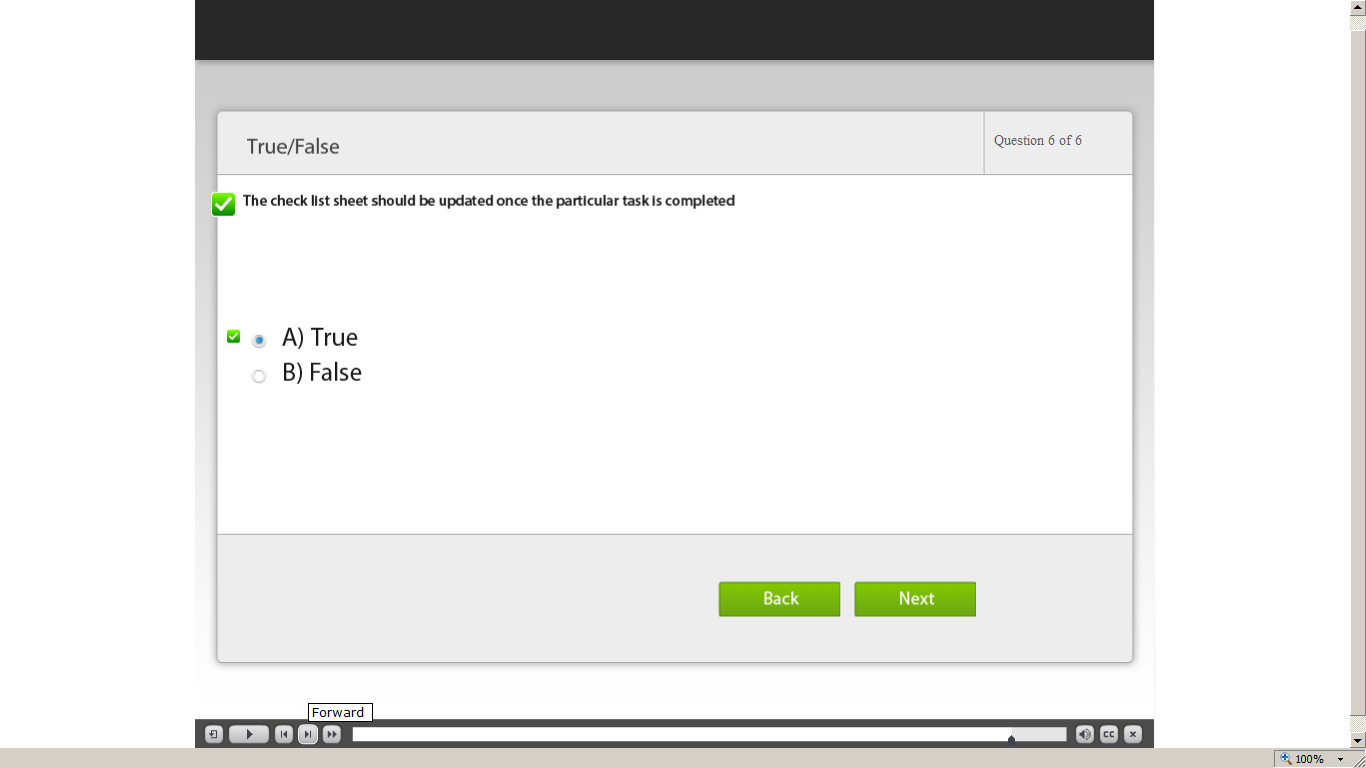 True/False
Question 6 of 6
The check list sheet should be updated once the particular task is completed
A) True
B) False
Back
Next
Forward
CC
100%